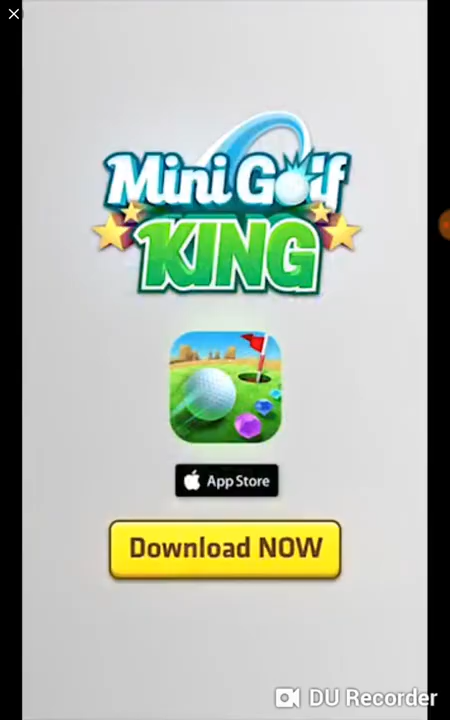 Mini Golf
KING
App Store
Download NOW
DU Recorder